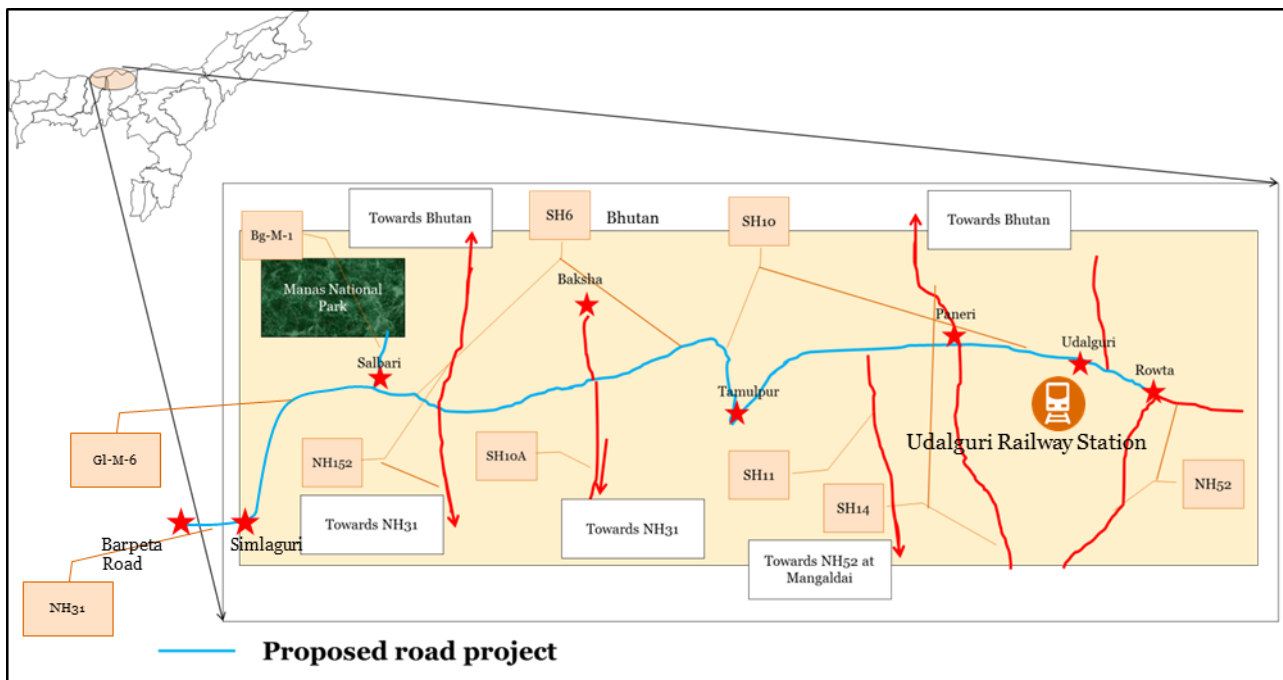 Towards Bhutan
SH6
Bhutan
SH10
Towards Bhutan
Bg-M-1
Manas National
Park
Baksha
Paneri
Salbari
Udalguri
Rowta
Tamulpur
Udalguri Railway Station
Gl-M-6
NH152
SH10A
SH11
SH14
NH52
Towards NH31
Towards NH31
Towards NH52 at
Mangaldai
Barpeta
Road
Simlaguri
NH31
Proposed road project